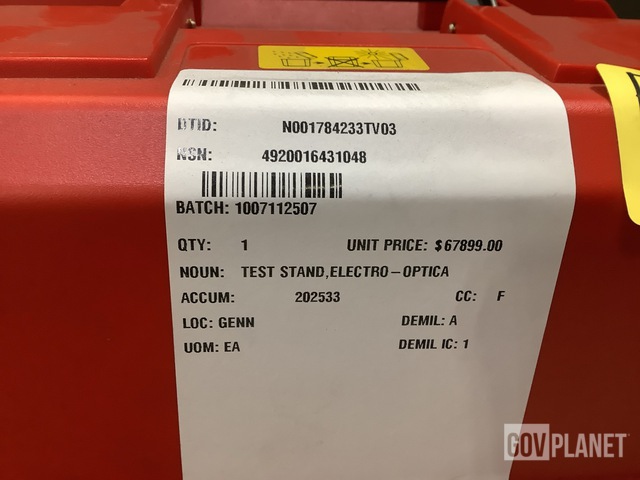 DTID: N001784233TV03
NSN: 4920016431048
BATCH: 1007112507
QTY: 1 UNIT PRICE: $67899.00
NOUN: TEST STAND,ELECTRO-OPTICA
ACCUM: 202533 CC: F
LOC: GENN DEMIL: A
UOM: EA DEMIL IC: 1
GOVPLANET